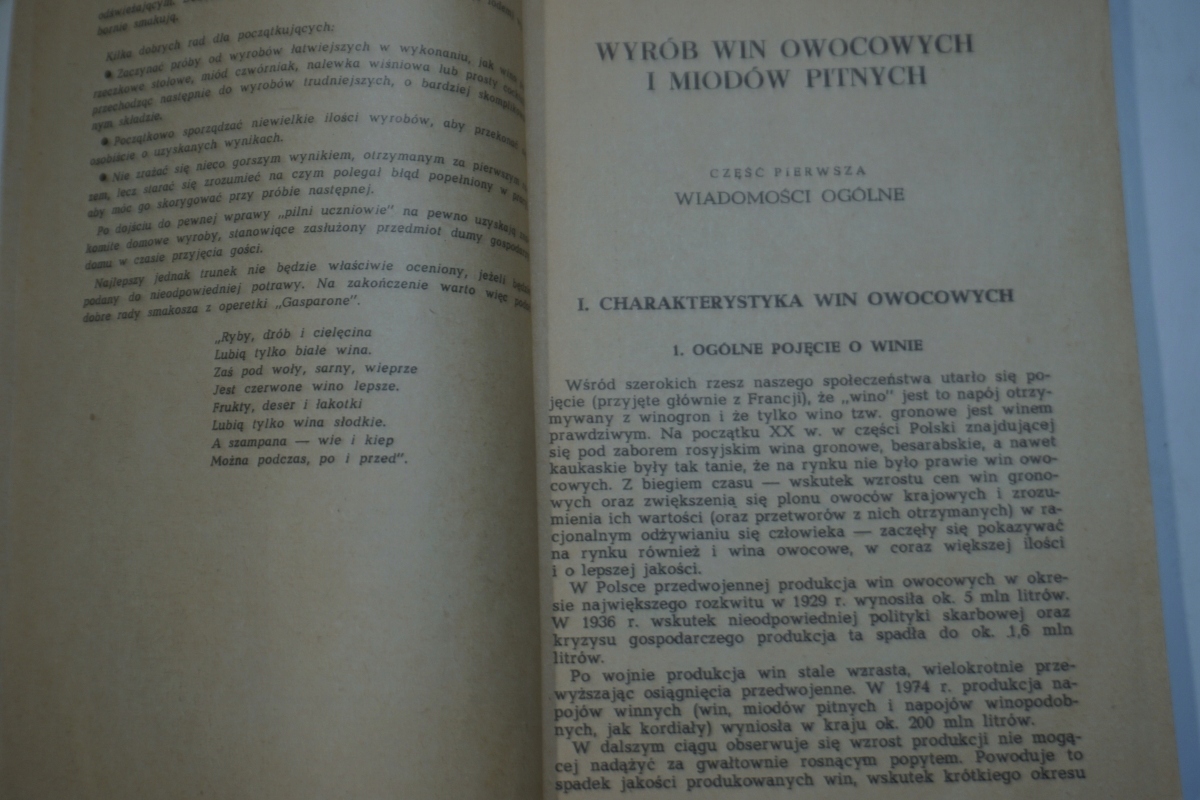 odświeżającym,
bornie smakują.
Kilka dobrych rad dla początkujących:
● Zaczynać próby od wyrobów łatwiejszych w wykonaniu, jak wino
rzeczkowe stołowe, miód czwórniak, nalewka wiśniowa lub prosty
przechodząc następnie do wyrobów trudniejszych, o bardziej
nym składzie.
● Początkowo sporządzać niewielkie ilości wyrobów, aby
osobiście o uzyskanych wynikach.
● Nie zrażać się nieco gorszym wynikiem, otrzymanym za pierwszym
zem, lecz starać się zrozumieć na czym polegał błąd popełniony w
aby móc go skorygować przy próbie następnej.
Po dojściu do pewnej wprawy „pilni uczniowie" na pewno uzyskają
komite domowe wyroby, stanowiące zasłużony przedmiot dumy
domu w czasie przyjęcia gości.
Najlepszy jednak trunek nie będzie właściwie oceniony, jeżeli
podany do nieodpowiedniej potrawy. Na zakończenie warto więc
dobre rady smakosza z operetki „Gasparone".
„Ryby, drób i cielęcina
Lubią tylko białe wina.
Zaś pod woły, sarny, wieprze
Jest czerwone wino lepsze.
Frukty, deser i łakotki
Lubią tylko wina słodkie.
A szampana — wie i kiep
Można podczas, po i przed".
WYRÓB WIN OWOCOWYCH
I MIODÓW PITNYCH
CZĘŚĆ PIERWSZA
WIADOMOŚCI OGÓLNE
I. CHARAKTERYSTYKA WIN OWOCOWYCH
1. OGÓLNE POJĘCIE O WINIE
Wśród szerokich rzesz naszego społeczeństwa utarło się po-
jęcie (przyjęte głównie z Francji), że „wino" jest to napój otrzy-
mywany z winogron i że tylko wino tzw. gronowe jest winem
prawdziwym. Na początku XX w. w części Polski znajdującej
się pod zaborem rosyjskim wina gronowe, besarabskie, a nawet
kaukaskie były tak tanie, że na rynku nie było prawie win owo-
cowych. Z biegiem czasu — wskutek wzrostu cen win grono-
wych oraz zwiększenia się plonu owoców krajowych i zrozu-
mienia ich wartości (oraz przetworów z nich otrzymanych) w ra-
cjonalnym odżywianiu się człowieka — zaczęły się pokazywać
na rynku również i wina owocowe, w coraz większej ilości
i o lepszej jakości.
W Polsce przedwojennej produkcja win owocowych w okre-
sie największego rozkwitu w 1929 r. wynosiła ok. 5 mln litrów.
W 1936 r. wskutek nieodpowiedniej polityki skarbowej oraz
kryzysu gospodarczego produkcja ta spadła do ok. 1,6 mln
litrów.
Po wojnie produkcja win stale wzrasta, wielokrotnie prze-
wyższając osiągnięcia przedwojenne. W 1974 r. produkcja na-
pojów winnych (win, miodów pitnych i napojów winopodob-
nych, jak kordiały) wyniosła w kraju ok. 200 mln litrów.
W dalszym ciągu obserwuje się wzrost produkcji nie mogą-
cej nadążyć za gwałtownie rosnącym popytem. Powoduje to
spadek jakości produkowanych win, wskutek krótkiego okresu